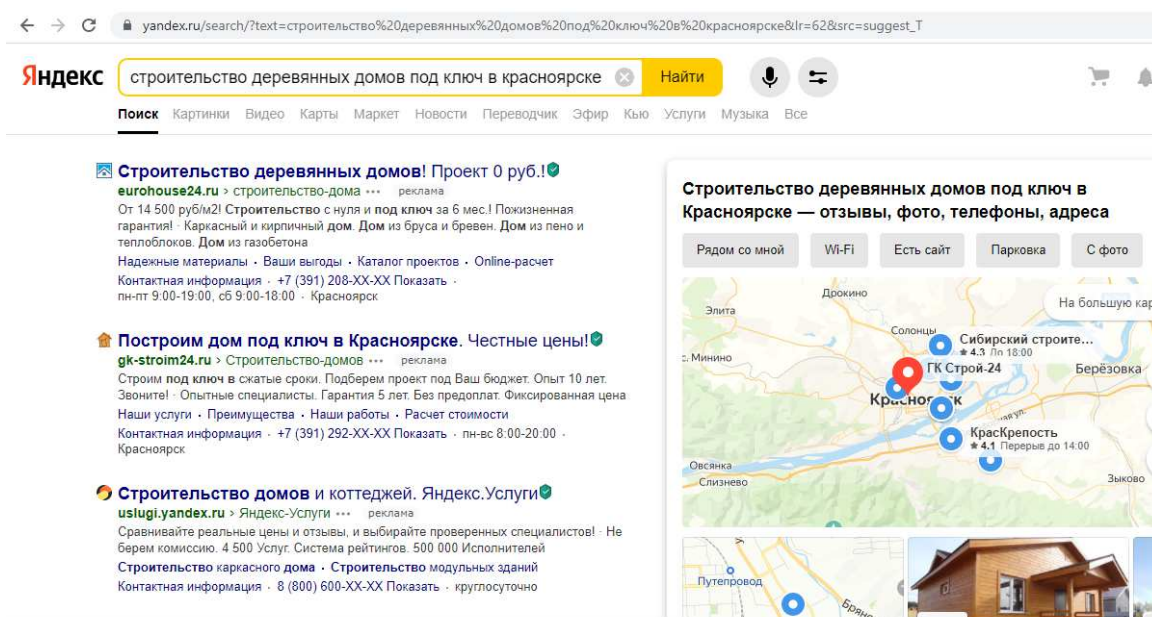 yandex.ru/search/?text=строительство%20деревянных%20домов%20под%20ключ%20в%20красноярске&lr=62&src=suggest_T
Яндекс
строительство деревянных домов под ключ в красноярске
Найти
Поиск Картинки Видео Карты Маркет Новости Переводчик Эфир Кью Услуги Музыка Все
Строительство деревянных домов! Проект 0 руб.!
eurohouse24.ru › строительство-дома ••• реклама
От 14 500 руб/м2! Строительство с нуля и под ключ за 6 мес.! Пожизненная
гарантия! · Каркасный и кирпичный дом. Дом из бруса и бревен. Дом из пено и
теплоблоков. Дом из газобетона
Надежные материалы · Ваши выгоды · Каталог проектов · Online-расчет
Контактная информация · +7 (391) 208-XX-XX Показать ·
пн-пт 9:00-19:00, сб 9:00-18:00 · Красноярск
Построим дом под ключ в Красноярске. Честные цены!
gk-stroim24.ru › Строительство-домов ••• реклама
Строим под ключ в сжатые сроки. Подберем проект под Ваш бюджет. Опыт 10 лет.
Звоните! · Опытные специалисты. Гарантия 5 лет. Без предоплат. Фиксированная цена
Наши услуги · Преимущества · Наши работы · Расчет стоимости
Контактная информация · +7 (391) 292-XX-XX Показать · пн-вс 8:00-20:00 ·
Красноярск
Строительство домов и коттеджей. Яндекс.Услуги
uslugi.yandex.ru › Яндекс-Услуги ••• реклама
Сравнивайте реальные цены и отзывы, и выбирайте проверенных специалистов! · Не
берем комиссию. 4 500 Услуг. Система рейтингов. 500 000 Исполнителей
Строительство каркасного дома · Строительство модульных зданий
Контактная информация · 8 (800) 600-XX-XX Показать · круглосуточно
Строительство деревянных домов под ключ в
Красноярске — отзывы, фото, телефоны, адреса
Рядом со мной Wi-Fi Есть сайт Парковка С фото
Дрокино
На большую кар
Элита
Солонцы
Сибирский строите...
4.3 По 18:00
с. Минино
ГК Строй-24
Берёзовка
Красноярск
КрасКрепость
4.1 Перерыв до 14:00
Овсянка
Слизнево
Зыково
Путепровод